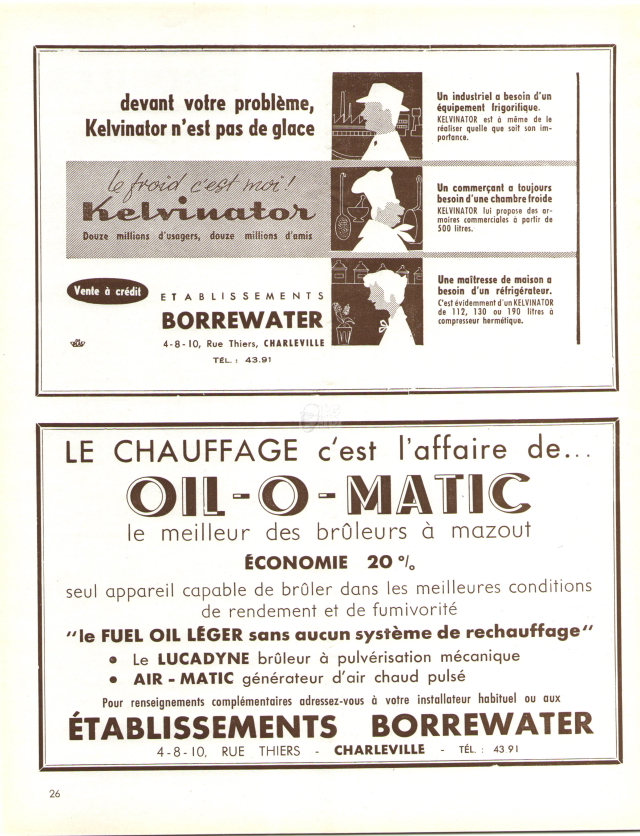 devant votre problème,
Kelvinator n'est pas de glace
le froid c'est moi!
Kelvinator
Douze millions d'usagers, douze millions d'amis
Vente à crédit
ETABLISSEMENTS
BORREWATER
4-8-10, Rue Thiers, CHARLEVILLE
TÉL. : 43.91
Un industriel a besoin d'un
équipement frigorifique.
KELVINATOR est à même de le
réaliser quelle que soit son im-
portance.
Un commerçant a toujours
besoin d'une chambre froide
KELVINATOR lui propose des ar-
moires commerciales à partir de
500 litres.
Une maîtresse de maison a
besoin d'un réfrigérateur.
C'est évidemment d'un KELVINATOR
de 112, 130 ou 190 litres à
compresseur hermétique.
LE CHAUFFAGE c'est l'affaire de...
OIL-O-MATIC
le meilleur des brûleurs à mazout
ÉCONOMIE 20 %
seul appareil capable de brûler dans les meilleures conditions
de rendement et de fumivorité
"le FUEL OIL LÉGER sans aucun système de rechauffage"
• Le LUCADYNE brûleur à pulvérisation mécanique
• AIR-MATIC générateur d'air chaud pulsé
Pour renseignements complémentaires adressez-vous à votre installateur habituel ou aux
ÉTABLISSEMENTS BORREWATER
4-8-10, RUE THIERS - CHARLEVILLE - TÉL. : 43 91
26